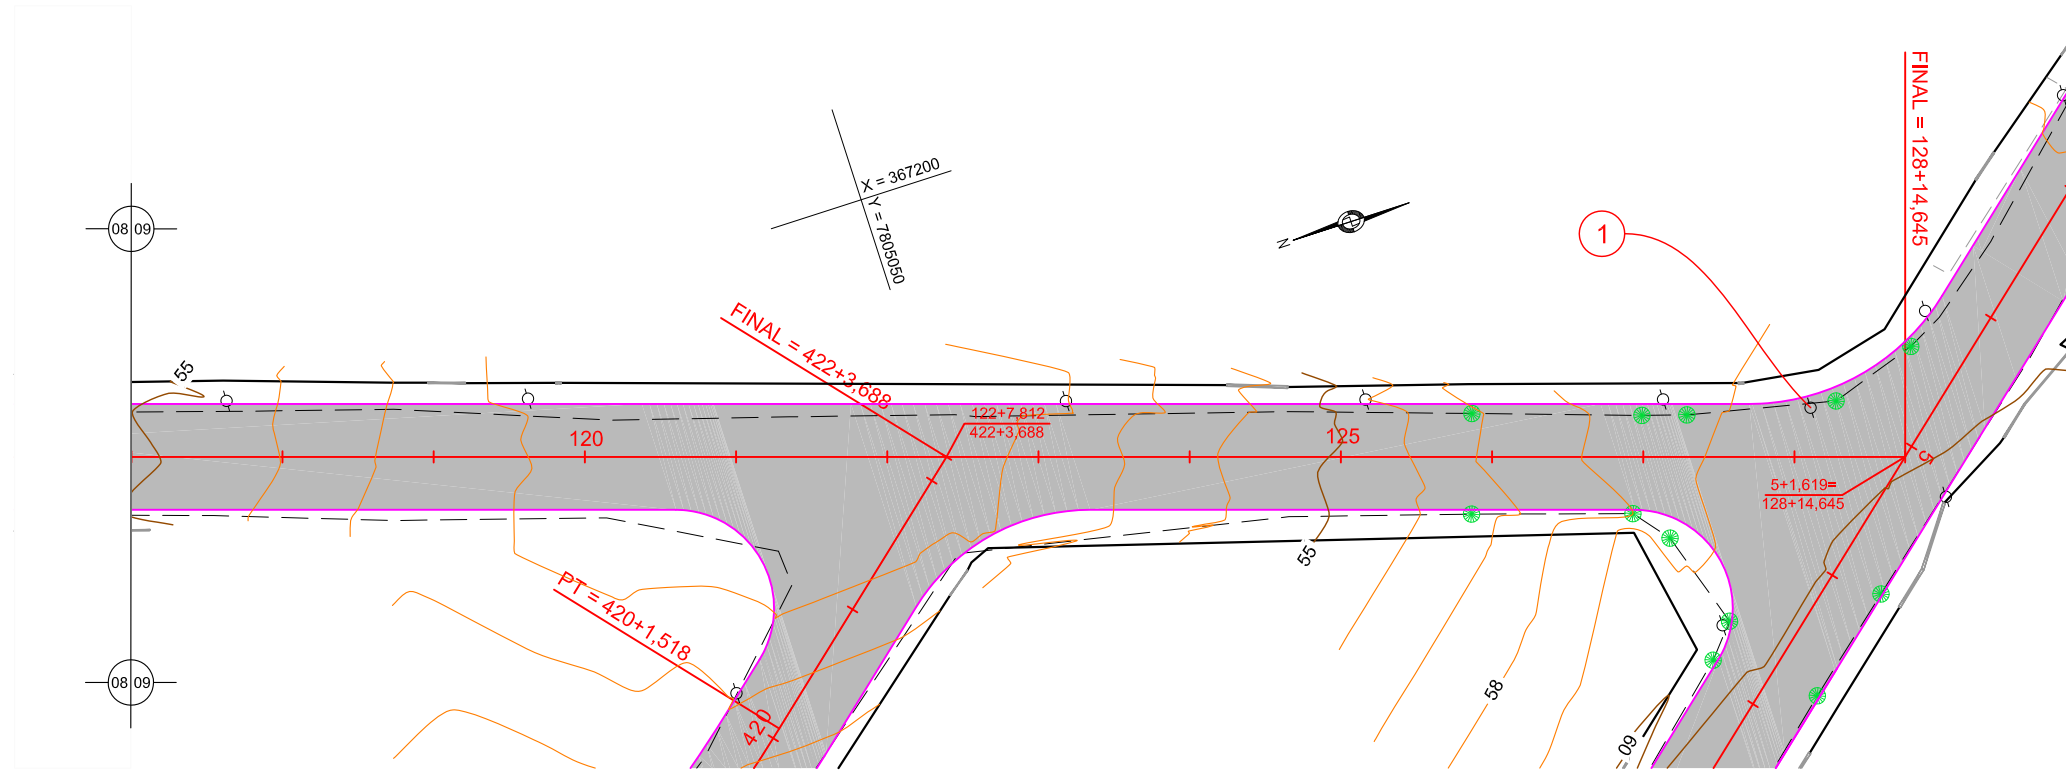 FINAL = 128+14,645
X = 367200
Y = 7805050
08 09
N
1
FINAL = 422+3,688
55
122+7,812
422+3,688
120
125
5
5+1,619=
128+14,645
55
PT = 420+1,518
08 09
58
420
60